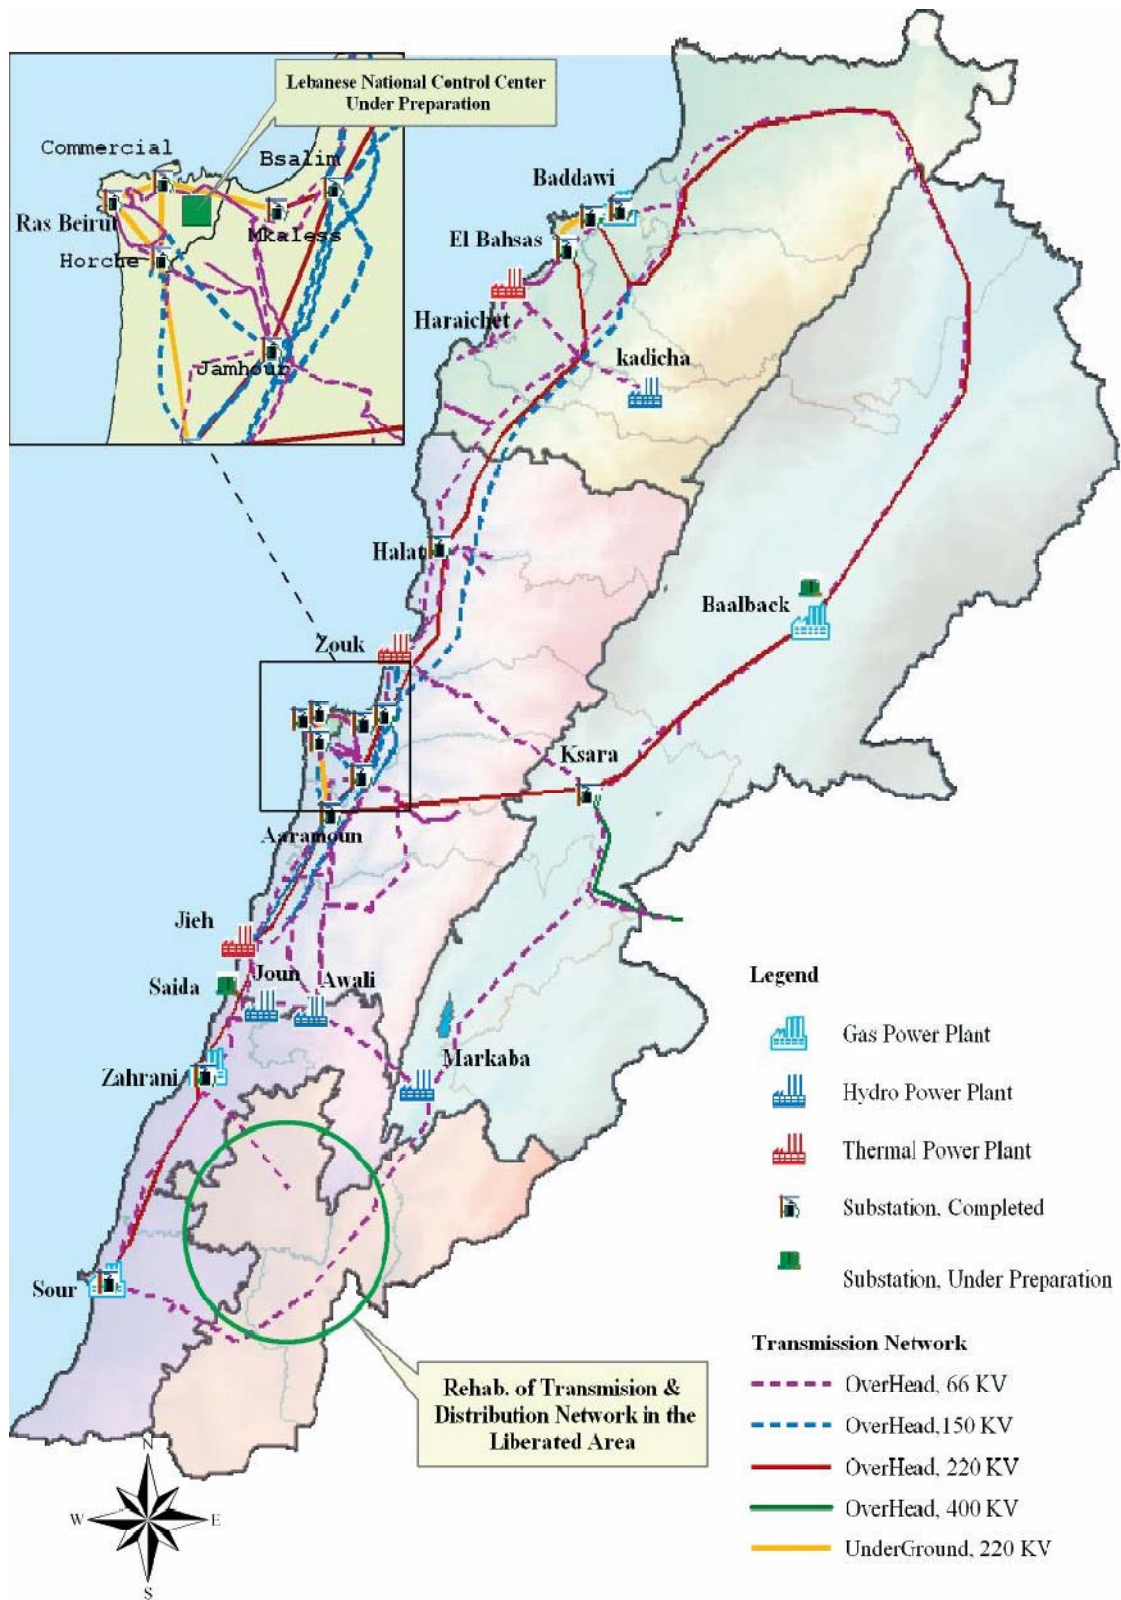 Lebanese National Control Center
Under Preparation
Commercial
Bsalim
Ras Beirut
Mkaless
Horche
Jamhour
Baddawi
El Bahsas
Haraichet
kadicha
Halat
Baalback
Zouk
Ksara
Aaramoun
Jieh
Joun
Awali
Saida
Markaba
Zahrani
Sour
Rehab. of Transmision &
Distribution Network in the
Liberated Area
N
W
E
S
Legend
Gas Power Plant
Hydro Power Plant
Thermal Power Plant
Substation, Completed
Substation, Under Preparation
Transmission Network
OverHead, 66 KV
OverHead,150 KV
OverHead, 220 KV
OverHead, 400 KV
UnderGround, 220 KV